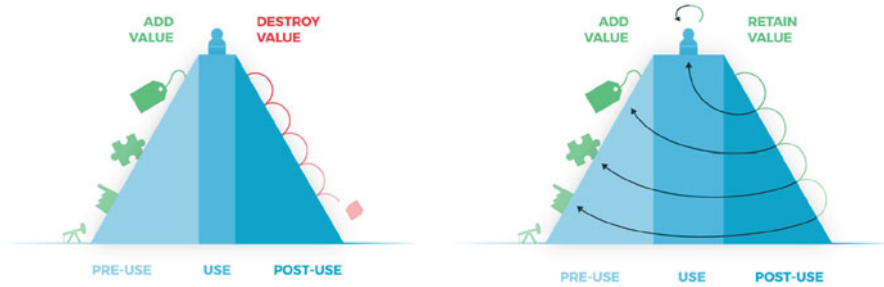 ADD
VALUE
DESTROY
VALUE
PRE-USE
USE
POST-USE
ADD
VALUE
RETAIN
VALUE
PRE-USE
USE
POST-USE